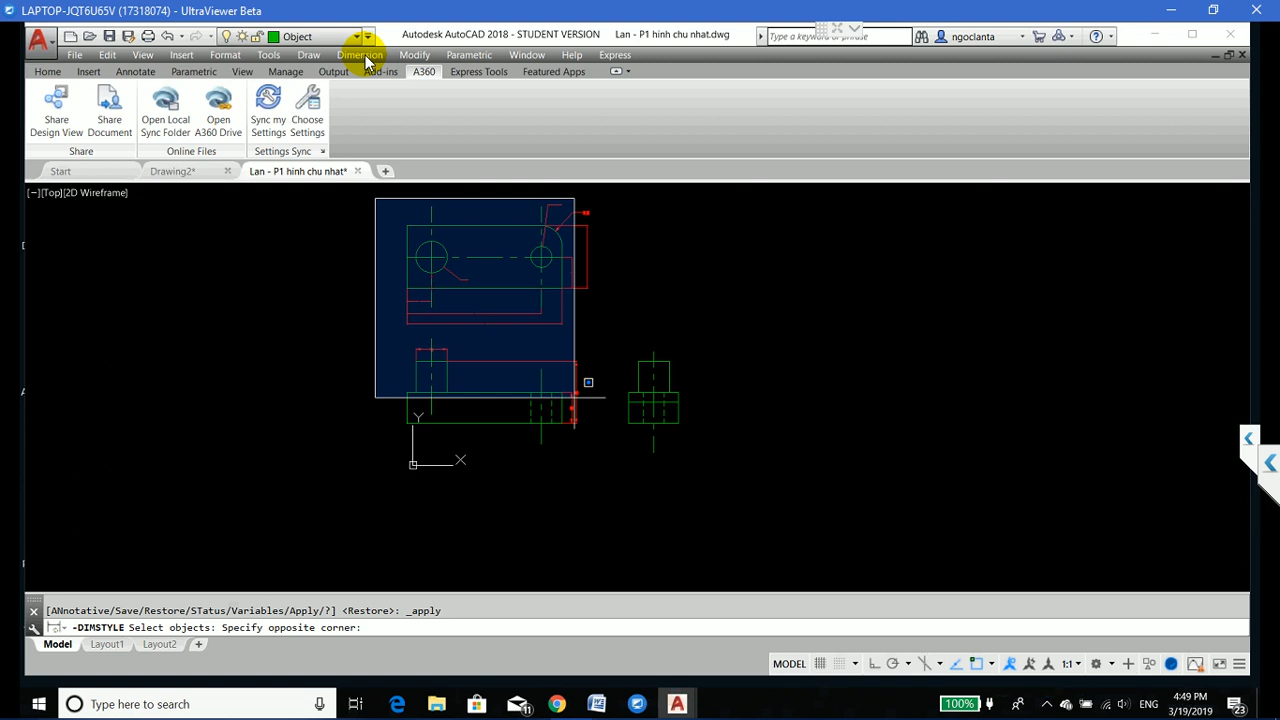 LAPTOP-JQT6U65V (17318074) - UltraViewer Beta
Object
Autodesk AutoCAD 2018 - STUDENT VERSION Lan - P1 hinh chu nhat.dwg
Type a keyword or phrase
ngoclanta
File Edit View Insert Format Tools Draw Dimension Modify Parametric Window Help Express
Home Insert Annotate Parametric View Manage Output Add-ins A360 Express Tools Featured Apps
Share Design View
Share Document
Open Local Sync Folder
Open A360 Drive
Sync my Settings
Choose Settings
Share Online Files Settings Sync
Start Drawing2* Lan - P1 hinh chu nhat*
[−][Top][2D Wireframe]
Y
X
[ANnotative/Save/Restore/STatus/Variables/Apply/?] <Restore>: _apply
-DIMSTYLE Select objects: Specify opposite corner:
Model Layout1 Layout2
MODEL 1:1
Type here to search
11
100%
ENG
4:49 PM
3/19/2019
23